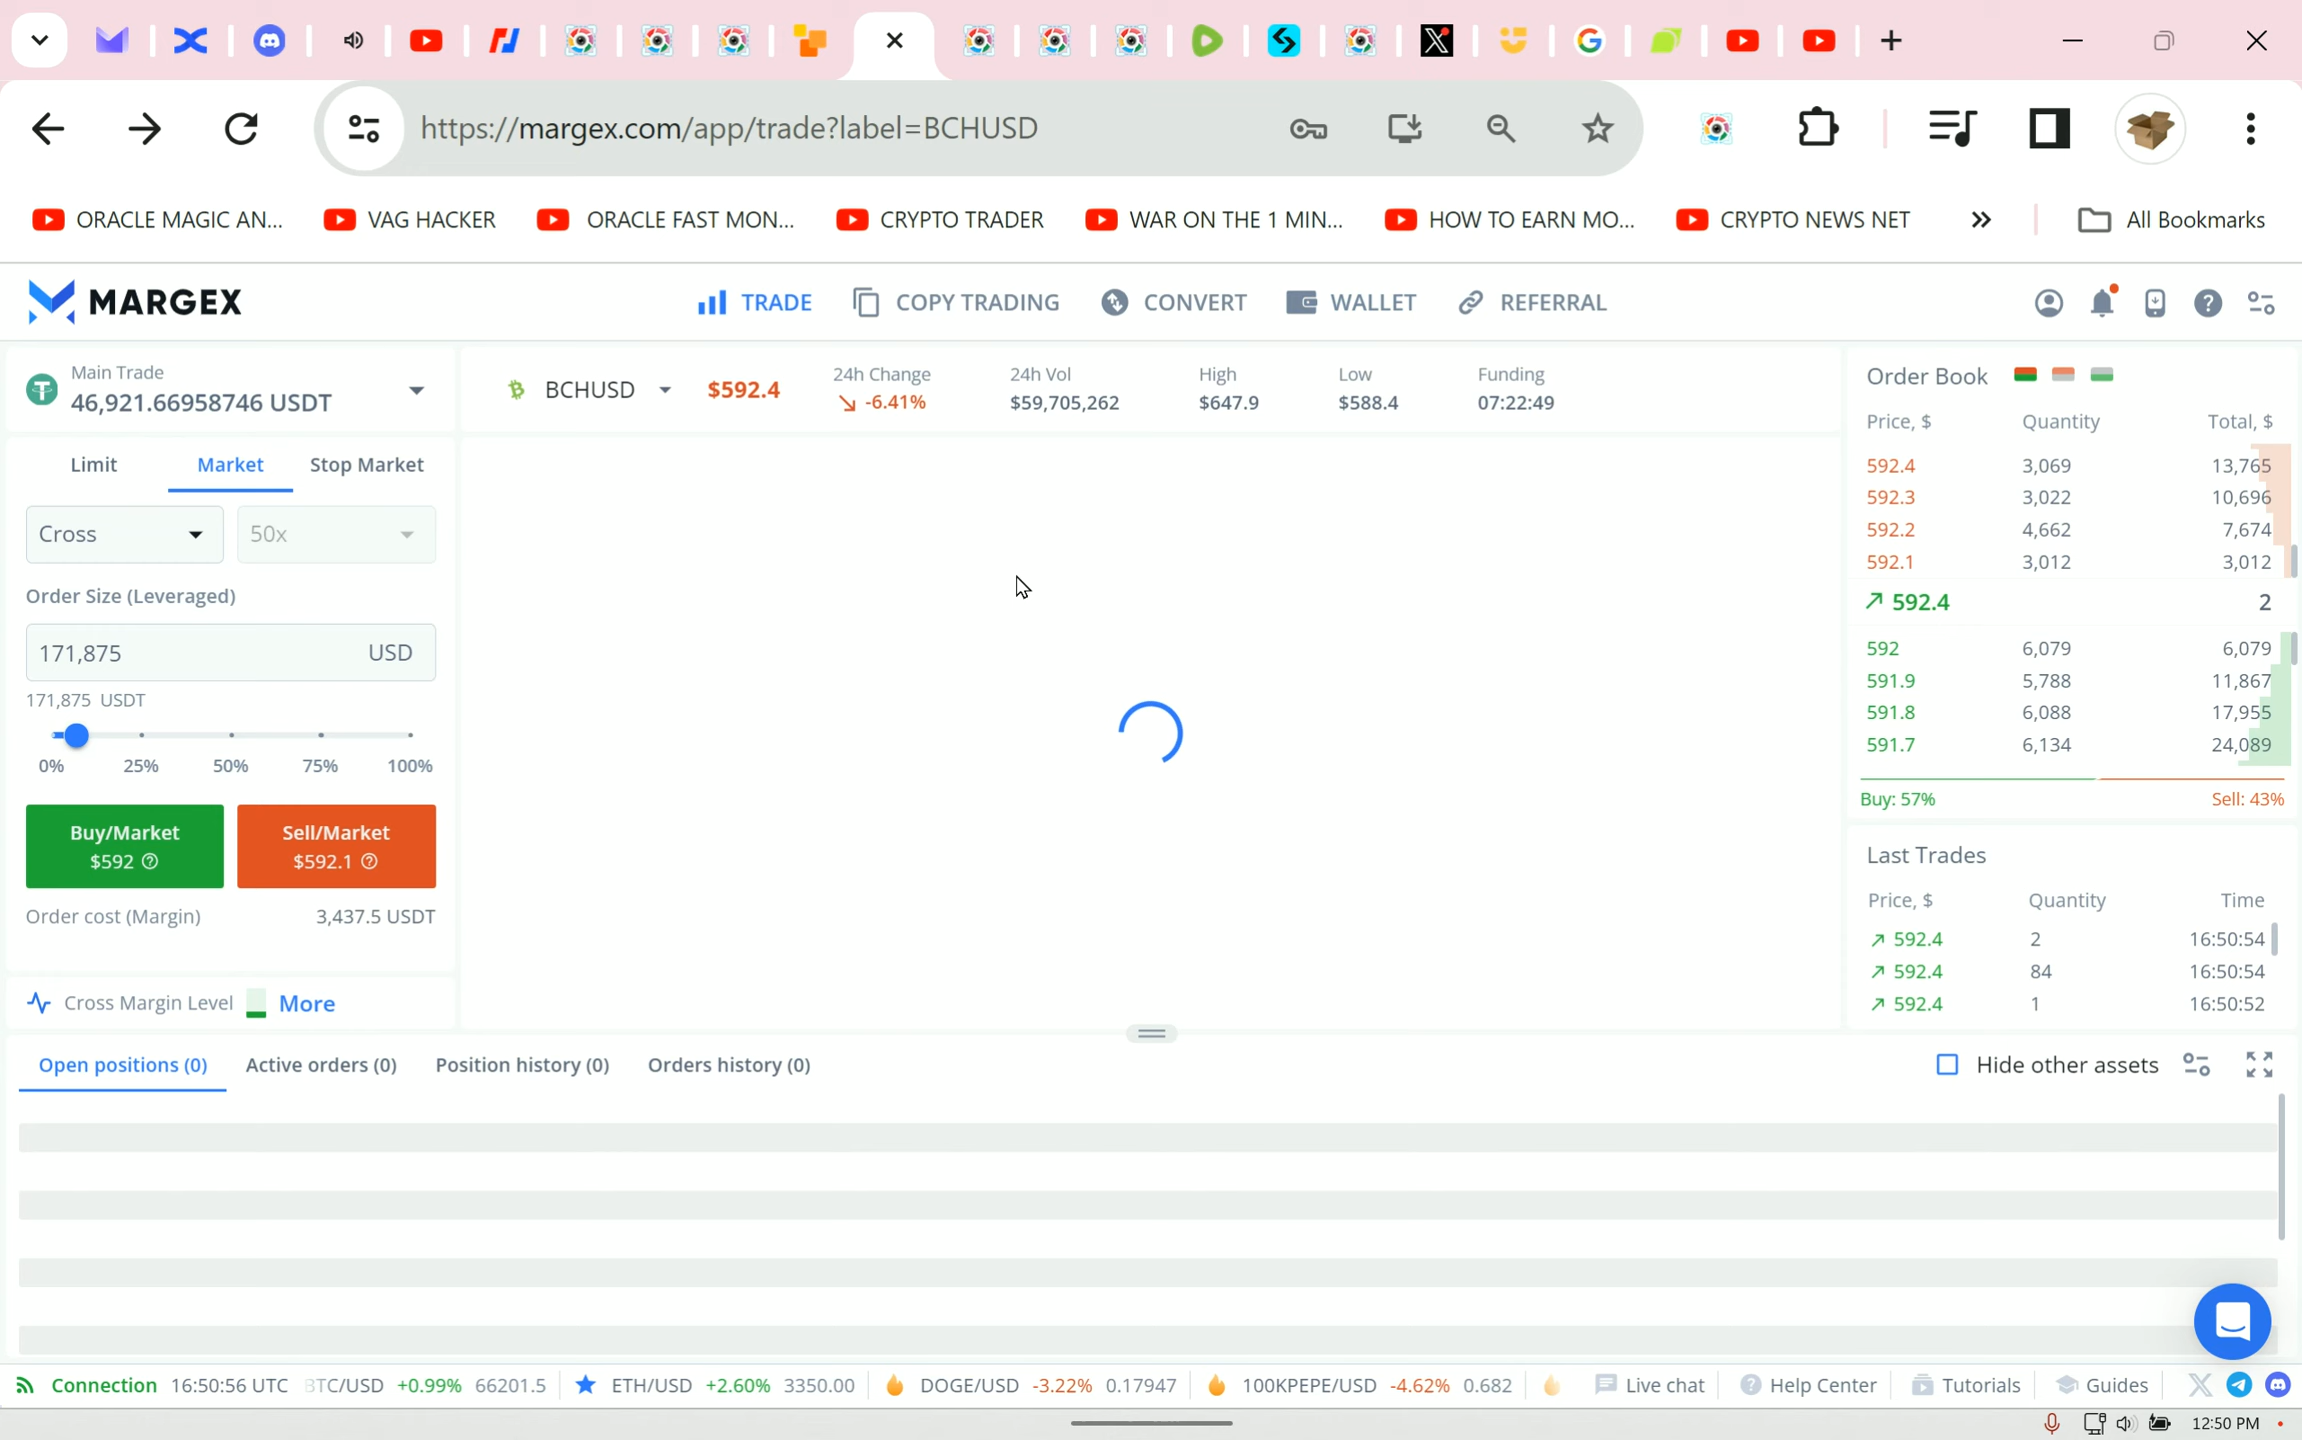 https://margex.com/app/trade?label=BCHUSD
ORACLE MAGIC AN... VAG HACKER ORACLE FAST MON... CRYPTO TRADER WAR ON THE 1 MIN... HOW TO EARN MO... CRYPTO NEWS NET » All Bookmarks
MARGEX TRADE COPY TRADING CONVERT WALLET REFERRAL
Main Trade
46,921.66958746 USDT
BCHUSD $592.4
24h Change
-6.41%
24h Vol
$59,705,262
High
$647.9
Low
$588.4
Funding
07:22:49
Limit Market Stop Market
Cross 50x
Order Size (Leveraged)
171,875 USD
171,875 USDT
0% 25% 50% 75% 100%
Buy/Market
$592
Sell/Market
$592.1
Order cost (Margin) 3,437.5 USDT
Cross Margin Level More
Order Book
Price, $ Quantity Total, $
592.4 3,069 13,765
592.3 3,022 10,696
592.2 4,662 7,674
592.1 3,012 3,012
592.4 2
592 6,079 6,079
591.9 5,788 11,867
591.8 6,088 17,955
591.7 6,134 24,089
Buy: 57% Sell: 43%
Last Trades
Price, $ Quantity Time
592.4 2 16:50:54
592.4 84 16:50:54
592.4 1 16:50:52
Open positions (0) Active orders (0) Position history (0) Orders history (0) Hide other assets
Connection 16:50:56 UTC BTC/USD +0.99% 66201.5 ETH/USD +2.60% 3350.00 DOGE/USD -3.22% 0.17947 100KPEPE/USD -4.62% 0.682 Live chat Help Center Tutorials Guides
12:50 PM